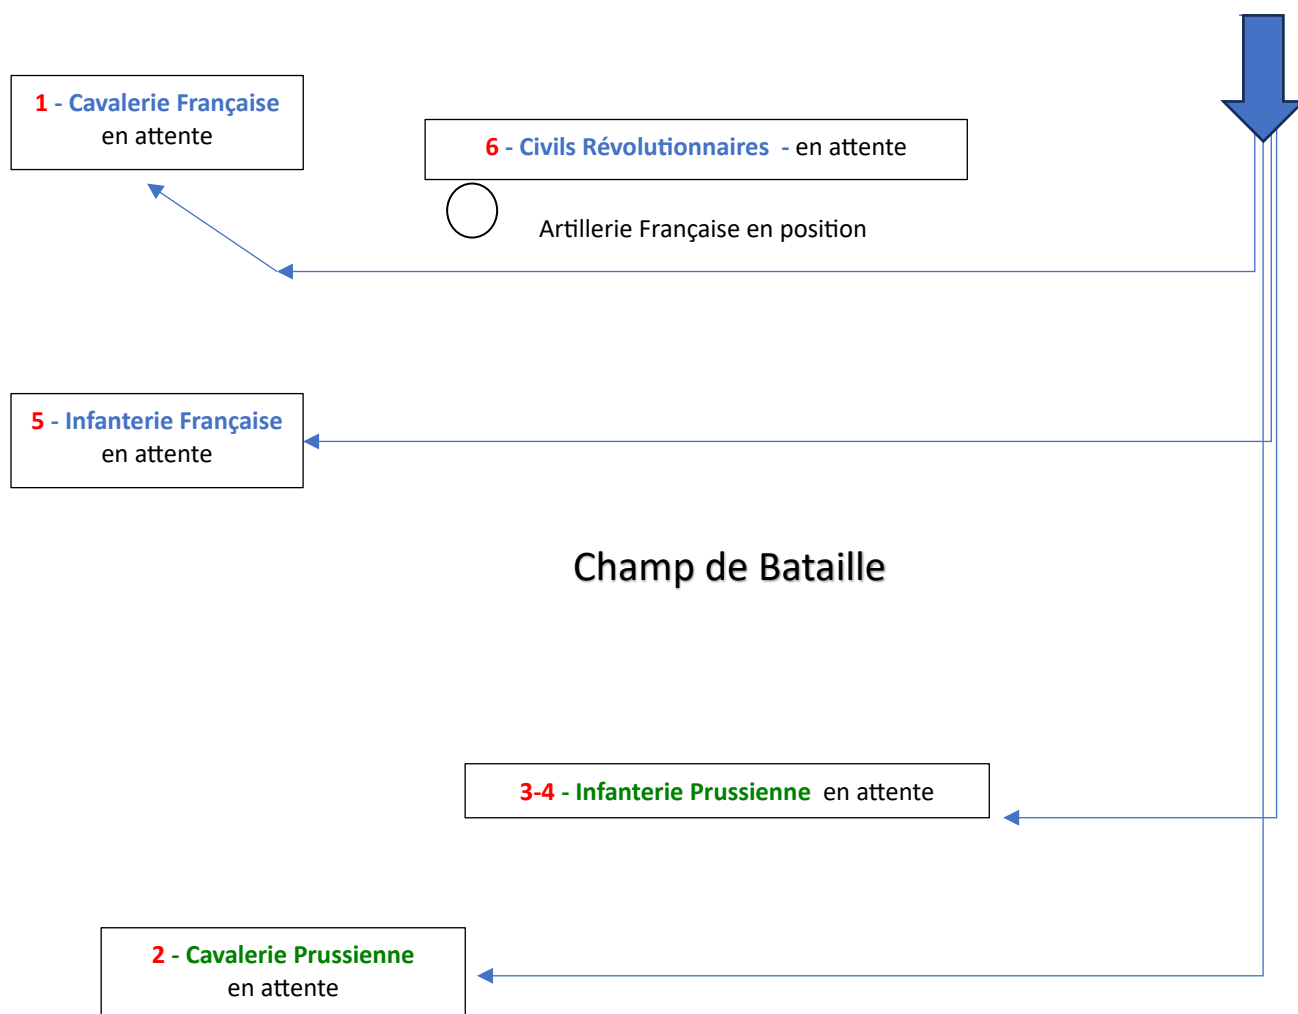 1 - Cavalerie Française
en attente
6 - Civils Révolutionnaires - en attente
Artillerie Française en position
5 - Infanterie Française
en attente
Champ de Bataille
3-4 - Infanterie Prussienne en attente
2 - Cavalerie Prussienne
en attente